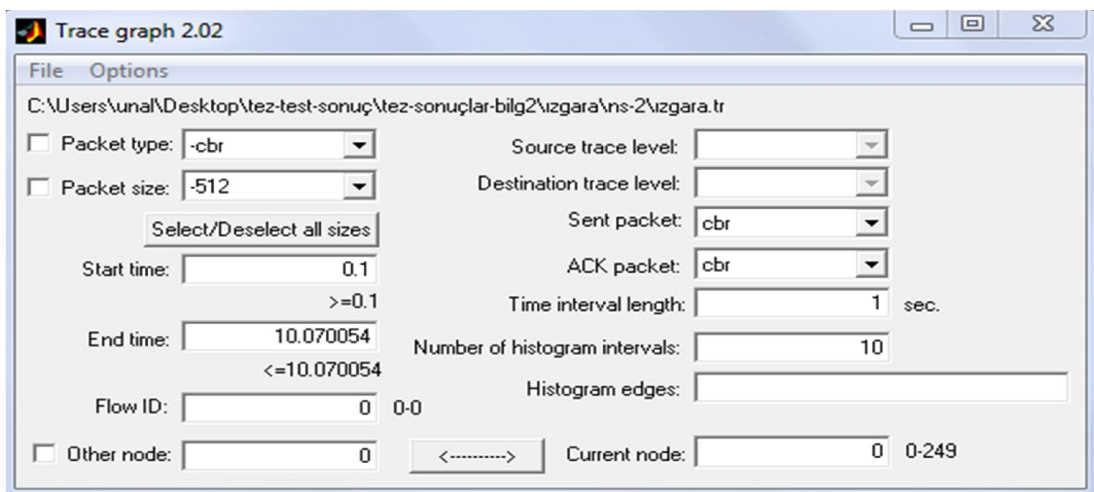 Trace graph 2.02
File Options
C:\Users\unal\Desktop\tez-test-sonuç\tez-sonuçlar-bilg2\ızgara\ns-2\ızgara.tr
Packet type: -cbr Source trace level:
Packet size: -512 Destination trace level:
Select/Deselect all sizes Sent packet: cbr
Start time: 0.1 ACK packet: cbr
>=0.1 Time interval length: 1 sec.
End time: 10.070054 Number of histogram intervals: 10
<=10.070054 Histogram edges:
Flow ID: 0 0-0
Other node: 0 <----------> Current node: 0 0-249